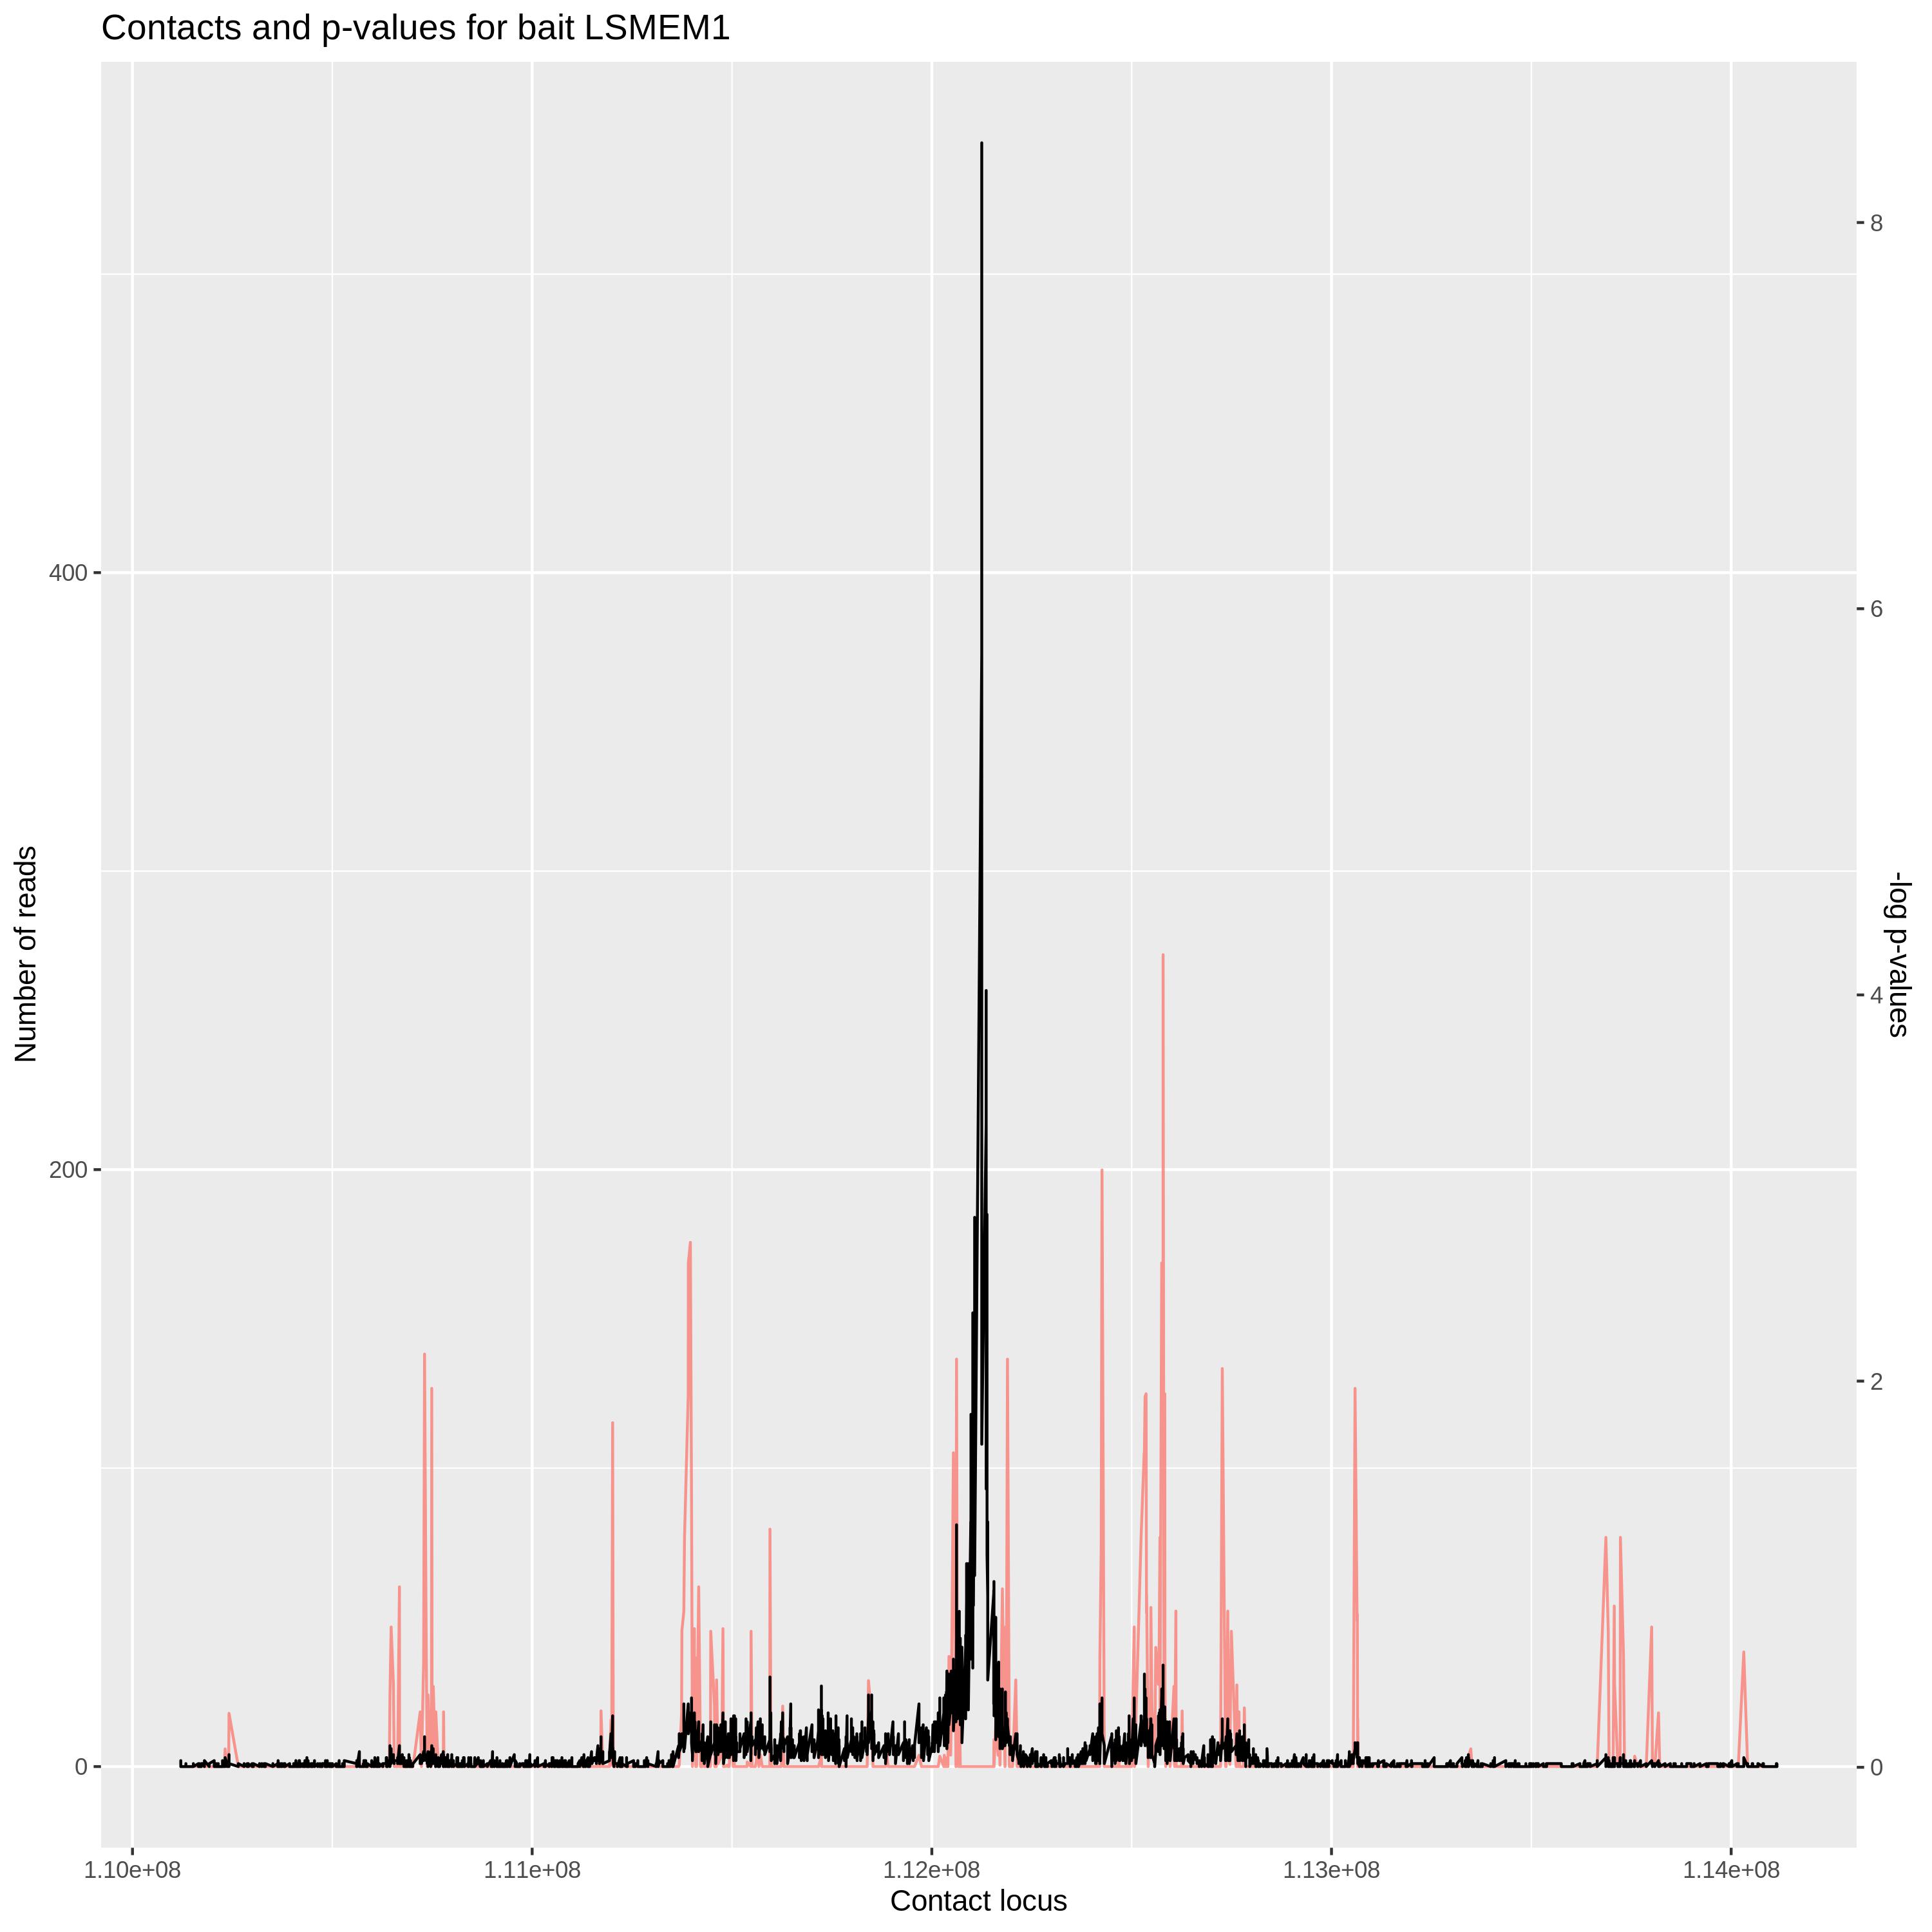 Contacts and p-values for bait LSMEM1
Number of reads
400
200
0
8
6
4
2
0
-log p-values
1.10e+08
1.11e+08
1.12e+08
1.13e+08
1.14e+08
Contact locus